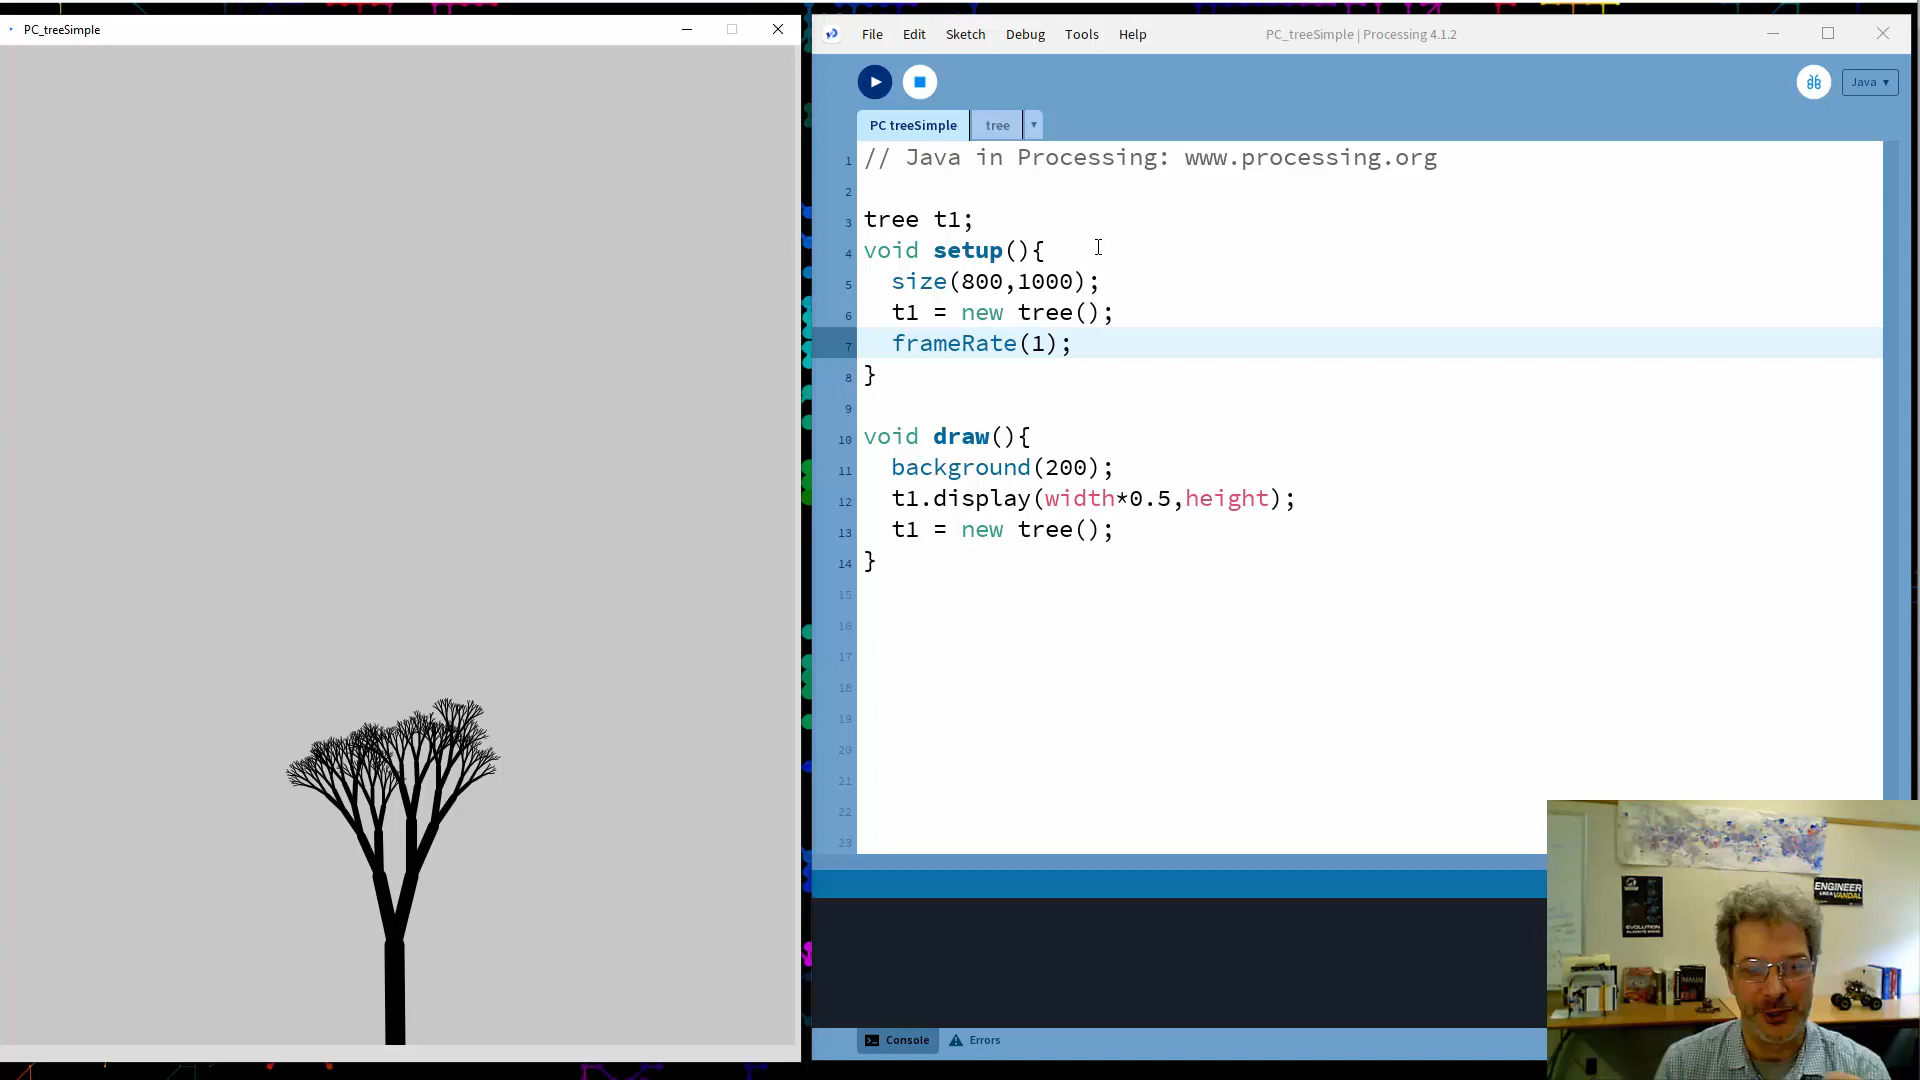 PC_treeSimple
File Edit Sketch Debug Tools Help
PC_treeSimple | Processing 4.1.2
Java ▾
PC treeSimple tree ▾
1 // Java in Processing: www.processing.org
2
3 tree t1;
4 void setup(){
5 size(800,1000);
6 t1 = new tree();
7 frameRate(1);
8 }
9
10 void draw(){
11 background(200);
12 t1.display(width*0.5,height);
13 t1 = new tree();
14 }
15
16
17
18
19
20
21
22
23
Console Errors
ENGINEER
LIKE A VANDAL
EVOLUTION